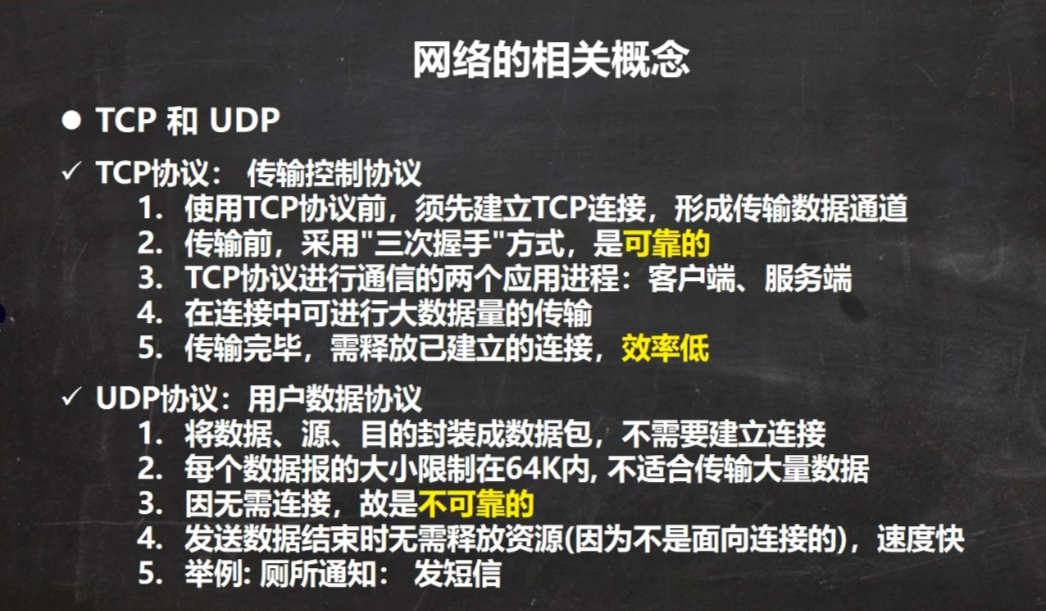 网络的相关概念
● TCP 和 UDP
✓ TCP协议： 传输控制协议
1. 使用TCP协议前，须先建立TCP连接，形成传输数据通道
2. 传输前，采用"三次握手"方式，是可靠的
3. TCP协议进行通信的两个应用进程：客户端、服务端
4. 在连接中可进行大数据量的传输
5. 传输完毕，需释放已建立的连接，效率低
✓ UDP协议：用户数据协议
1. 将数据、源、目的封装成数据包，不需要建立连接
2. 每个数据报的大小限制在64K内, 不适合传输大量数据
3. 因无需连接，故是不可靠的
4. 发送数据结束时无需释放资源(因为不是面向连接的)，速度快
5. 举例: 厕所通知： 发短信